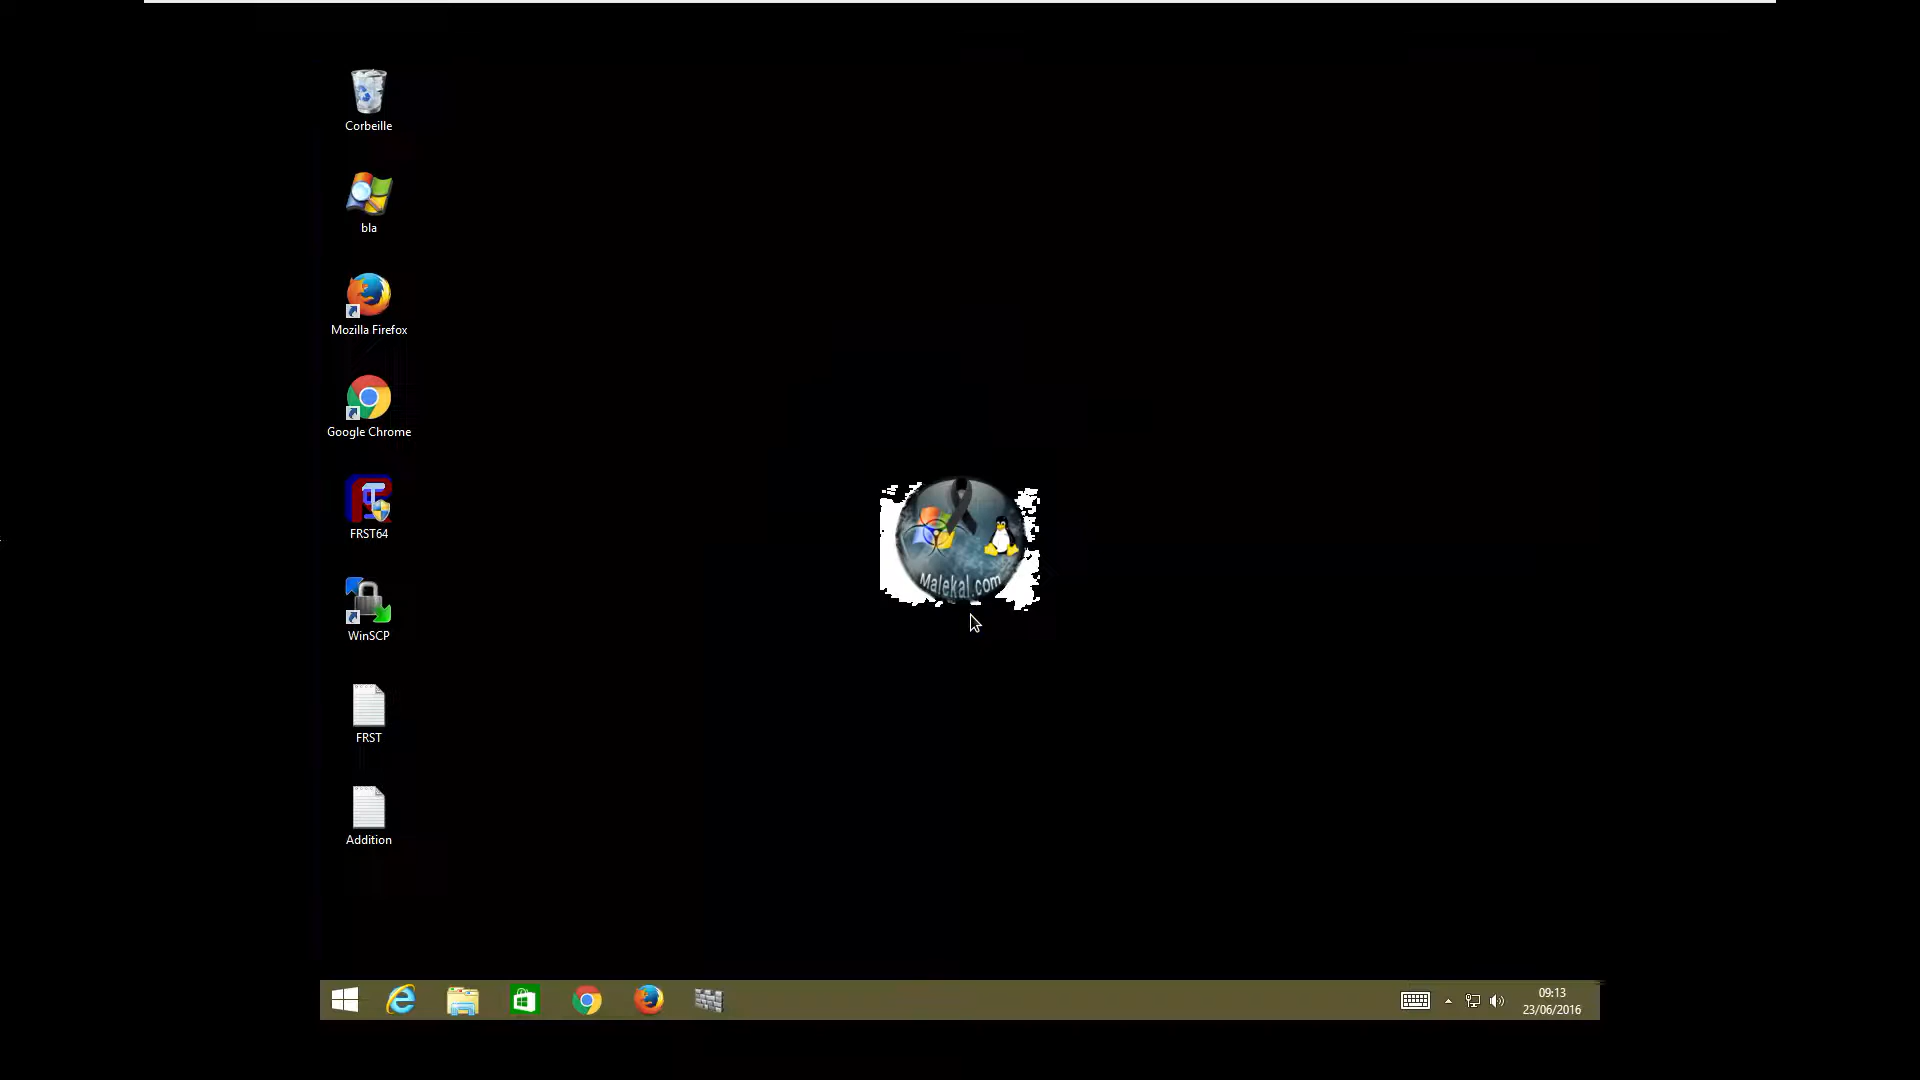 Corbeille
bla
Mozilla Firefox
Google Chrome
FRST64
WinSCP
FRST
Addition
Malekal.com
09:13
23/06/2016